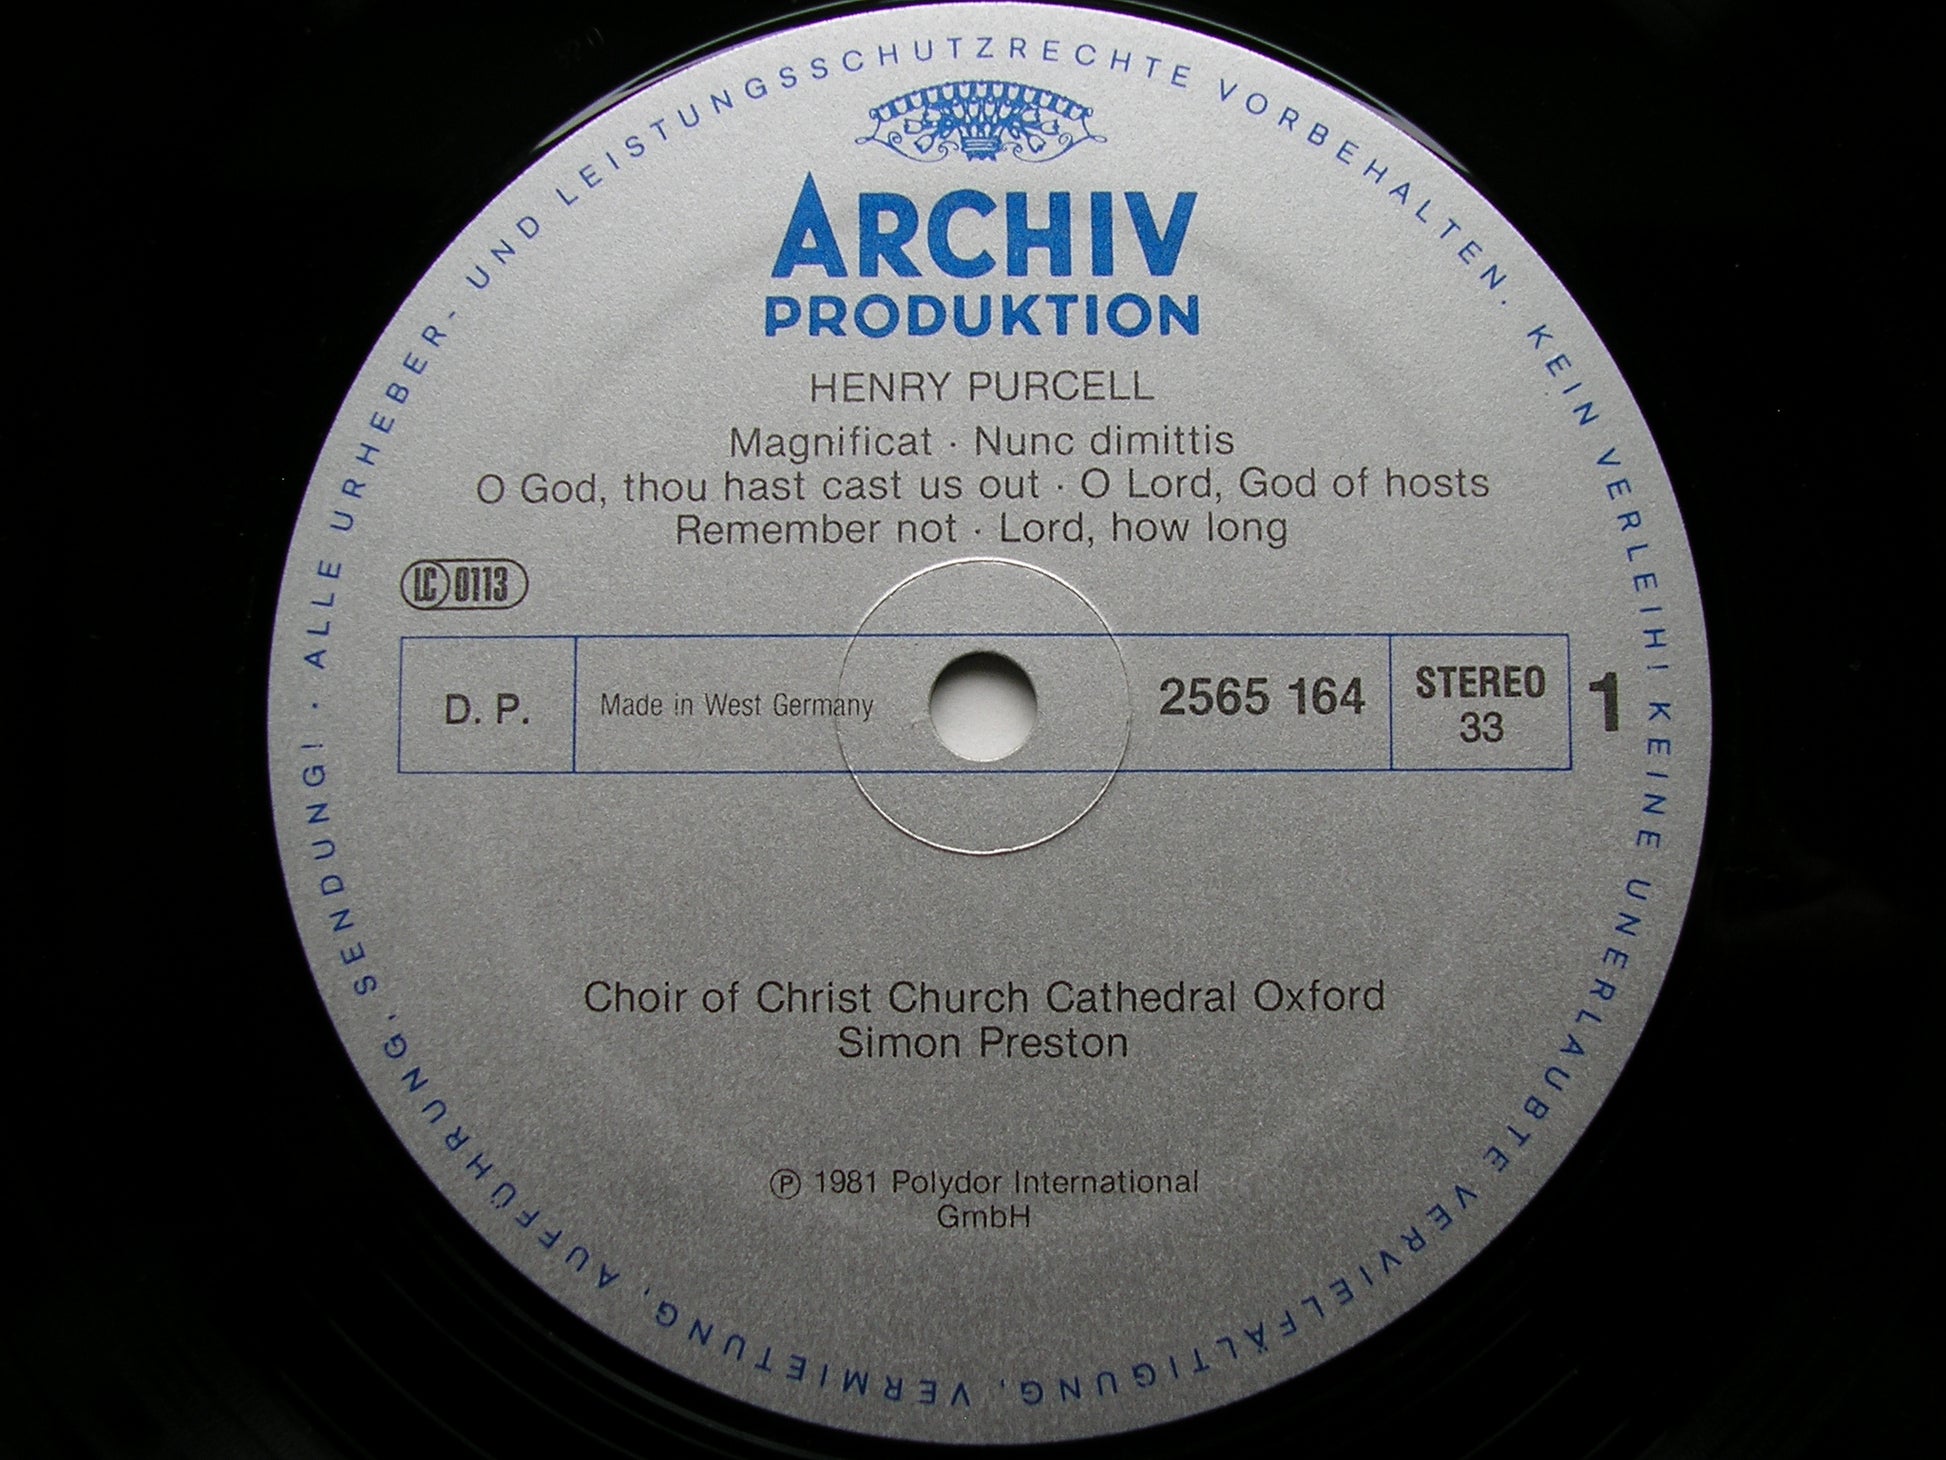 ALLE URHEBER- UND LEISTUNGSSCHUTZRECHTE VORBEHALTEN. KEIN VERLEIH! KEINE UNERLAUBTE VERVIELFÄLTIGUNG, VERMIETUNG, AUFFÜHRUNG, SENDUNG! ·
ARCHIV
PRODUKTION
HENRY PURCELL
Magnificat · Nunc dimittis
O God, thou hast cast us out · O Lord, God of hosts
Remember not · Lord, how long
LC 0113
D. P. Made in West Germany 2565 164 STEREO 1
33
Choir of Christ Church Cathedral Oxford
Simon Preston
℗ 1981 Polydor International
GmbH